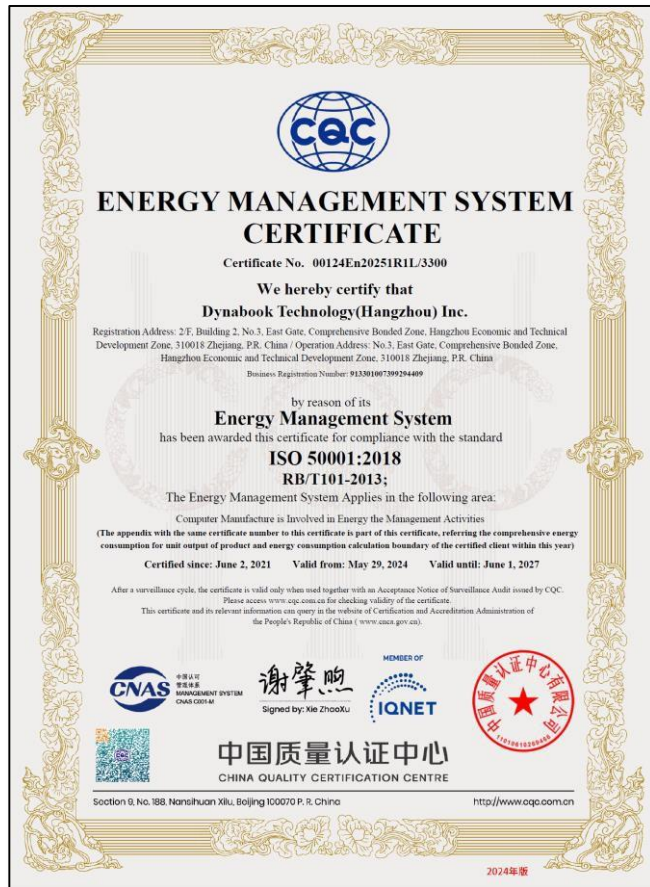 CQC
ENERGY MANAGEMENT SYSTEM
CERTIFICATE
Certificate No. 00124En20251R1L/3300
We hereby certify that
Dynabook Technology(Hangzhou) Inc.
Registration Address: 2/F, Building 2, No.3, East Gate, Comprehensive Bonded Zone, Hangzhou Economic and Technical
Development Zone, 310018 Zhejiang, P.R. China / Operation Address: No.3, East Gate, Comprehensive Bonded Zone,
Hangzhou Economic and Technical Development Zone, 310018 Zhejiang, P.R. China
Business Registration Number: 913301007399294409
by reason of its
Energy Management System
has been awarded this certificate for compliance with the standard
ISO 50001:2018
RB/T101-2013;
The Energy Management System Applies in the following area:
Computer Manufacture is Involved in Energy the Management Activities
(The appendix with the same certificate number to this certificate is part of this certificate, referring the comprehensive energy
consumption for unit output of product and energy consumption calculation boundary of the certified client within this year)
Certified since: June 2, 2021 Valid from: May 29, 2024 Valid until: June 1, 2027
After a surveillance cycle, the certificate is valid only when used together with an Acceptance Notice of Surveillance Audit issued by CQC.
Please access www.cqc.com.cn for checking validity of the certificate.
This certificate and its relevant information can query in the website of Certification and Accreditation Administration of
the People's Republic of China ( www.cnca.gov.cn).
CNAS
中国认可
管理体系
MANAGEMENT SYSTEM
CNAS C001-M
谢肇煦
Signed by: Xie ZhaoXu
MEMBER OF
IQNET
中国质量认证中心有限公司
中国质量认证中心
CHINA QUALITY CERTIFICATION CENTRE
Section 9, No. 188, Nansihuan Xilu, Beijing 100070 P. R. China
http://www.cqc.com.cn
2024年版